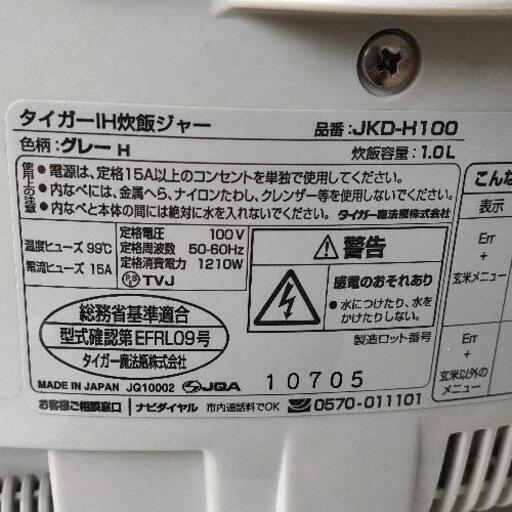 タイガーIH炊飯ジャー 品番:JKD-H100
色柄:グレー H 炊飯容量:1.0L
使用上の注意
●電源は、定格15A以上のコンセントを単独で使用してください。
●内なべには、金属へら、ナイロンたわし、クレンザー等を使用しないでください。
●内なべと本体の間には絶対に水を入れないでください。
タイガー魔法瓶株式会社
温度ヒューズ 99℃
電流ヒューズ 15A
定格電圧 100V
定格周波数 50-60Hz
定格消費電力 1210W
PSE TVJ
警告
感電のおそれあり
●水につけたり、水をかけたりしない。
総務省基準適合
型式確認第EFRL09号
タイガー魔法瓶株式会社
製造ロット番号
MADE IN JAPAN JQ10002 JQA 10705
お客様ご相談窓口 ナビダイヤル 市内通話料でOK 0570-011101
こんな
表示
Err
+
玄米メニュー
Err
+
玄米以外の
メニュー